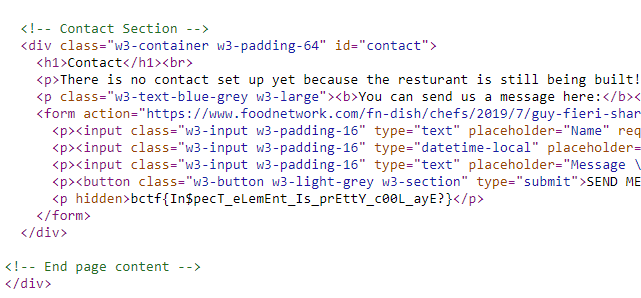 <!-- Contact Section -->
<div class="w3-container w3-padding-64" id="contact">
<h1>Contact</h1><br>
<p>There is no contact set up yet because the resturant is still being built!
<p class="w3-text-blue-grey w3-large"><b>You can send us a message here:</b><
<form action="https://www.foodnetwork.com/fn-dish/chefs/2019/7/guy-fieri-shar
<p><input class="w3-input w3-padding-16" type="text" placeholder="Name" req
<p><input class="w3-input w3-padding-16" type="datetime-local" placeholder=
<p><input class="w3-input w3-padding-16" type="text" placeholder="Message \
<p><button class="w3-button w3-light-grey w3-section" type="submit">SEND ME
<p hidden>bctf{In$pecT_eLemEnt_Is_prEttY_c00L_ayE?}</p>
</form>
</div>
<!-- End page content -->
</div>